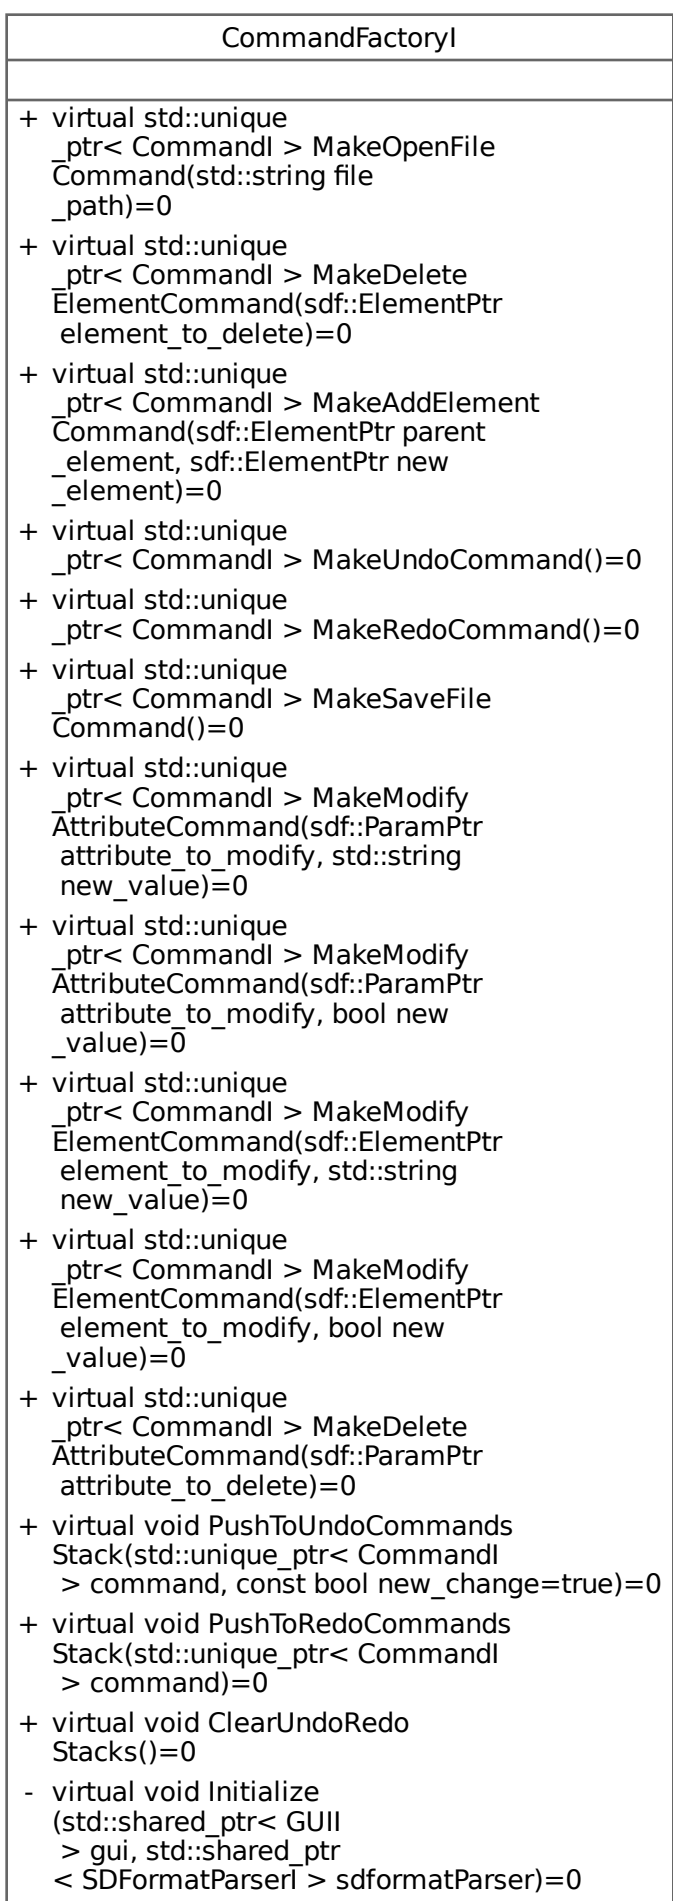 CommandFactoryI
+ virtual std::unique
_ptr< CommandI > MakeOpenFile
Command(std::string file
_path)=0
+ virtual std::unique
_ptr< CommandI > MakeDelete
ElementCommand(sdf::ElementPtr
element_to_delete)=0
+ virtual std::unique
_ptr< CommandI > MakeAddElement
Command(sdf::ElementPtr parent
_element, sdf::ElementPtr new
_element)=0
+ virtual std::unique
_ptr< CommandI > MakeUndoCommand()=0
+ virtual std::unique
_ptr< CommandI > MakeRedoCommand()=0
+ virtual std::unique
_ptr< CommandI > MakeSaveFile
Command()=0
+ virtual std::unique
_ptr< CommandI > MakeModify
AttributeCommand(sdf::ParamPtr
attribute_to_modify, std::string
new_value)=0
+ virtual std::unique
_ptr< CommandI > MakeModify
AttributeCommand(sdf::ParamPtr
attribute_to_modify, bool new
_value)=0
+ virtual std::unique
_ptr< CommandI > MakeModify
ElementCommand(sdf::ElementPtr
element_to_modify, std::string
new_value)=0
+ virtual std::unique
_ptr< CommandI > MakeModify
ElementCommand(sdf::ElementPtr
element_to_modify, bool new
_value)=0
+ virtual std::unique
_ptr< CommandI > MakeDelete
AttributeCommand(sdf::ParamPtr
attribute_to_delete)=0
+ virtual void PushToUndoCommands
Stack(std::unique_ptr< CommandI
> command, const bool new_change=true)=0
+ virtual void PushToRedoCommands
Stack(std::unique_ptr< CommandI
> command)=0
+ virtual void ClearUndoRedo
Stacks()=0
- virtual void Initialize
(std::shared_ptr< GUII
> gui, std::shared_ptr
< SDFormatParserI > sdformatParser)=0